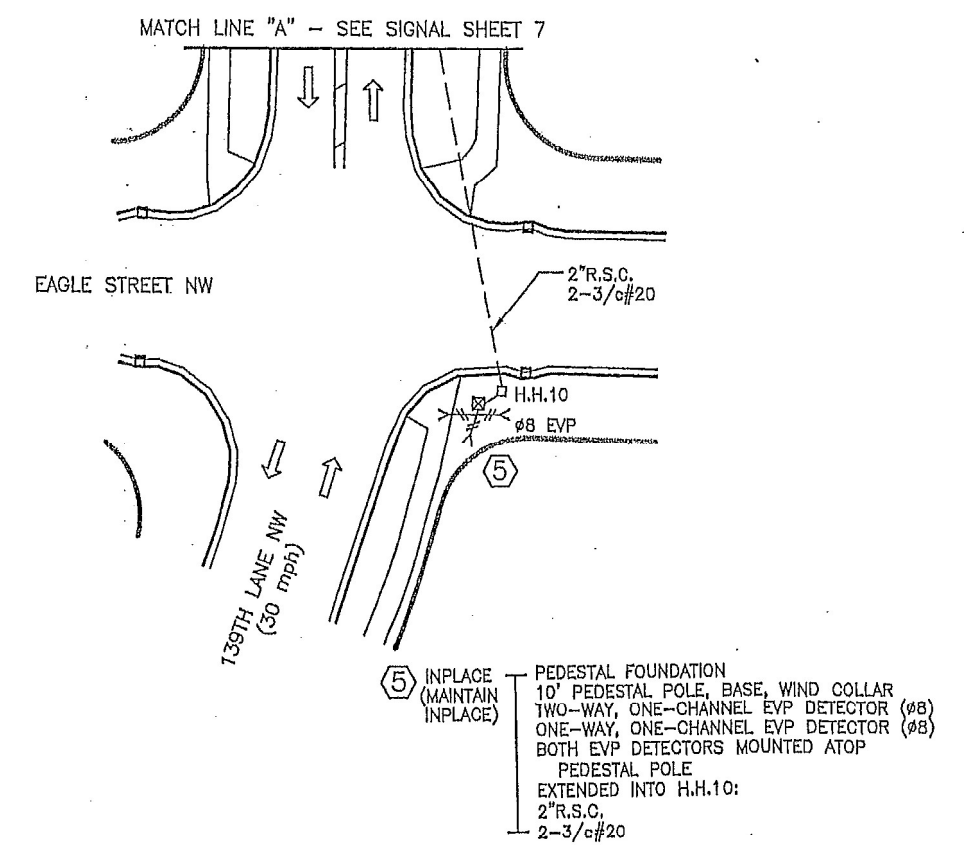 MATCH LINE "A" – SEE SIGNAL SHEET 7
EAGLE STREET NW
2"R.S.C.
2-3/c#20
H.H.10
ø8 EVP
5
139TH LANE NW
(30 mph)
5
INPLACE
(MAINTAIN
INPLACE)
PEDESTAL FOUNDATION
10' PEDESTAL POLE, BASE, WIND COLLAR
TWO-WAY, ONE-CHANNEL EVP DETECTOR (ø8)
ONE-WAY, ONE-CHANNEL EVP DETECTOR (ø8)
BOTH EVP DETECTORS MOUNTED ATOP
PEDESTAL POLE
EXTENDED INTO H.H.10:
2"R.S.C.
2-3/c#20